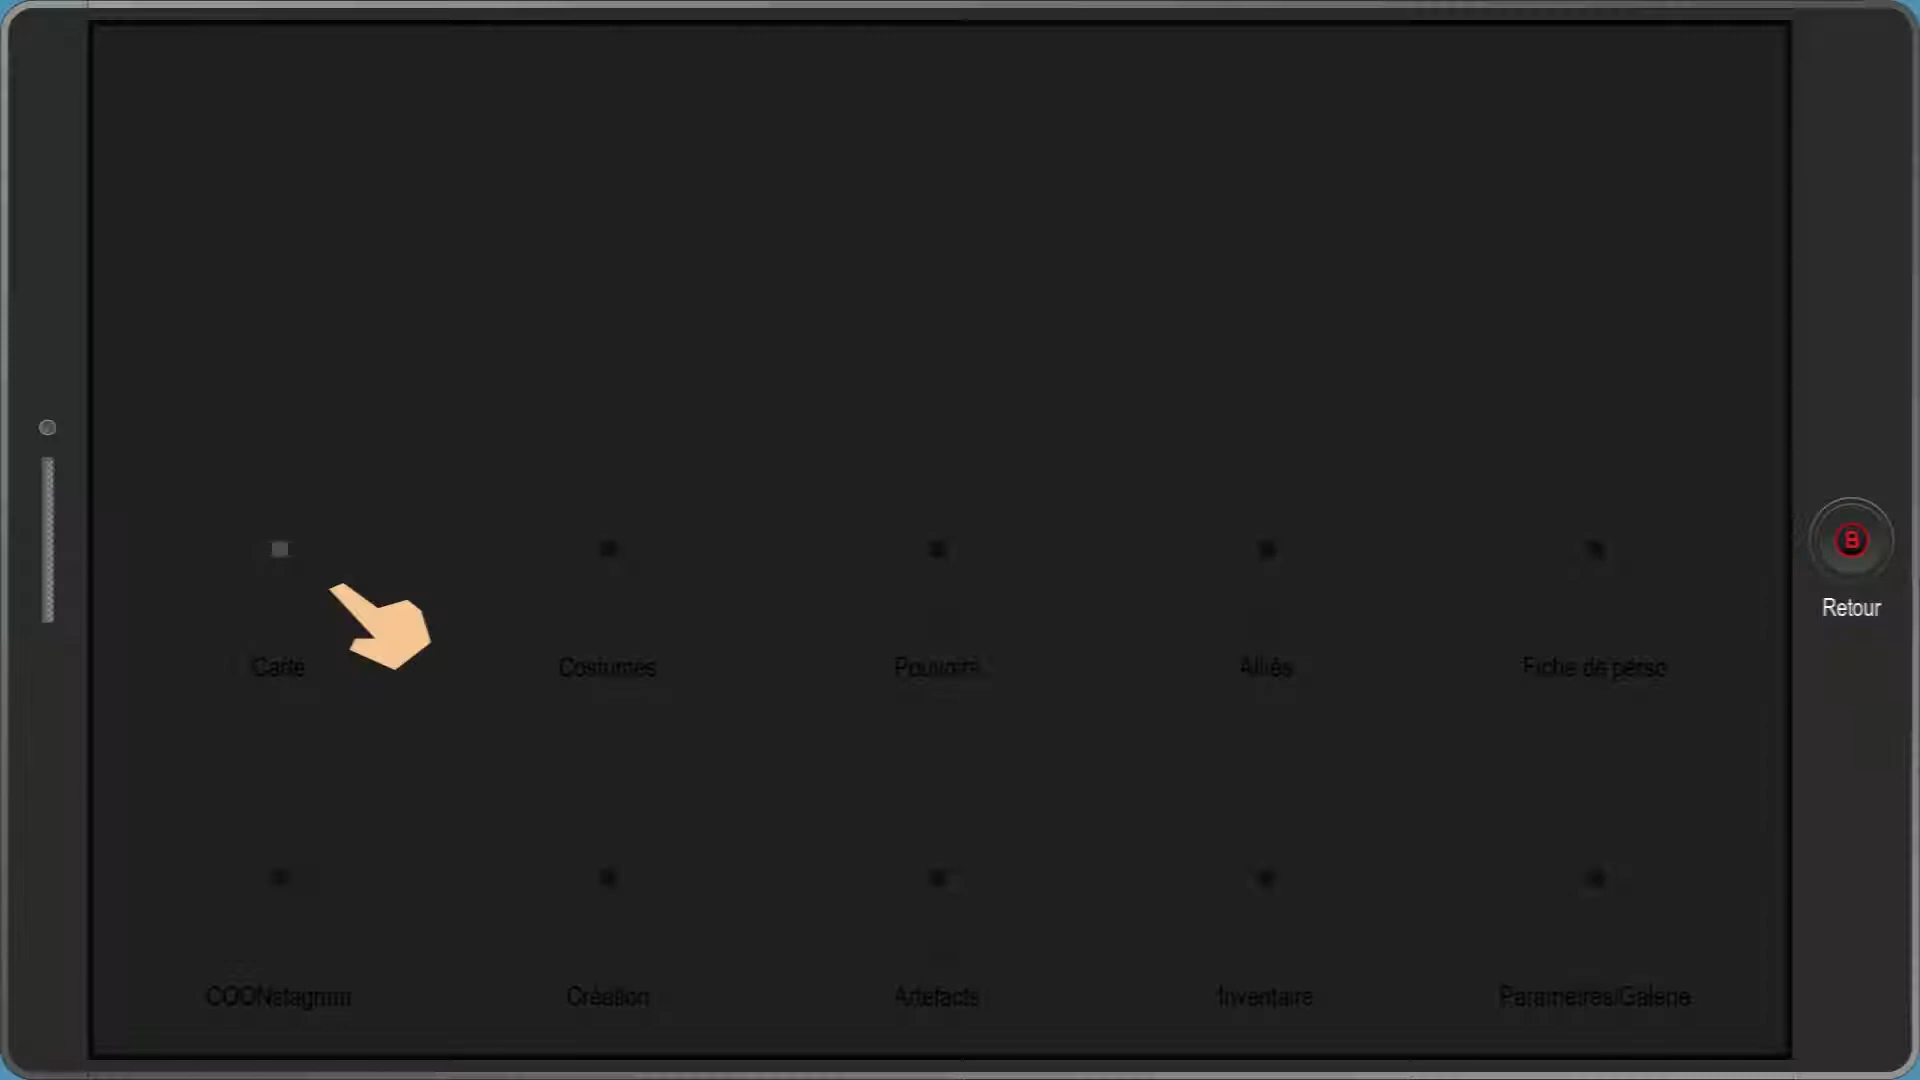 B
Retour
Carte
Costumes
Pouvoirs
Alliés
Fiche de perso
COONstagram
Création
Artefacts
Inventaire
Paramètres/Galerie